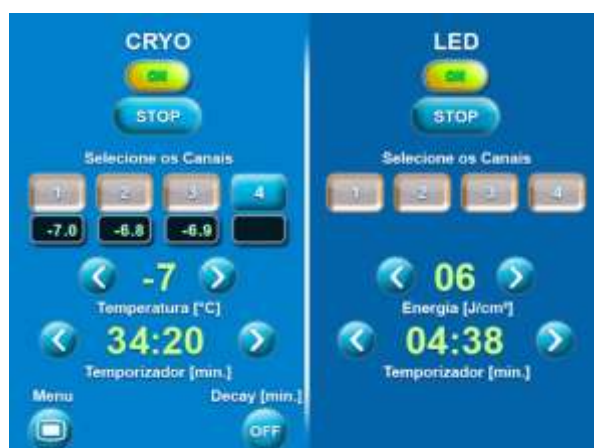 CRYO
ON
STOP
Selecione os Canais
1 2 3 4
-7.0 -6.8 -6.9
-7
Temperatura [°C]
34:20
Temporizador [min.]
Menu
Decay [min.]
OFF
LED
ON
STOP
Selecione os Canais
1 2 3 4
06
Energia [J/cm²]
04:38
Temporizador [min.]